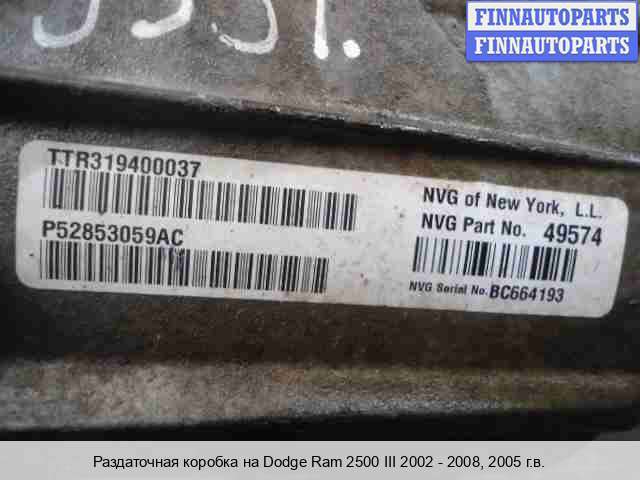 FINNAUTOPARTS
FINNAUTOPARTS
TTR319400037
P52853059AC
NVG of New York, L.L.
NVG Part No. 49574
NVG Serial No. BC664193
Раздаточная коробка на Dodge Ram 2500 III 2002 - 2008, 2005 г.в.